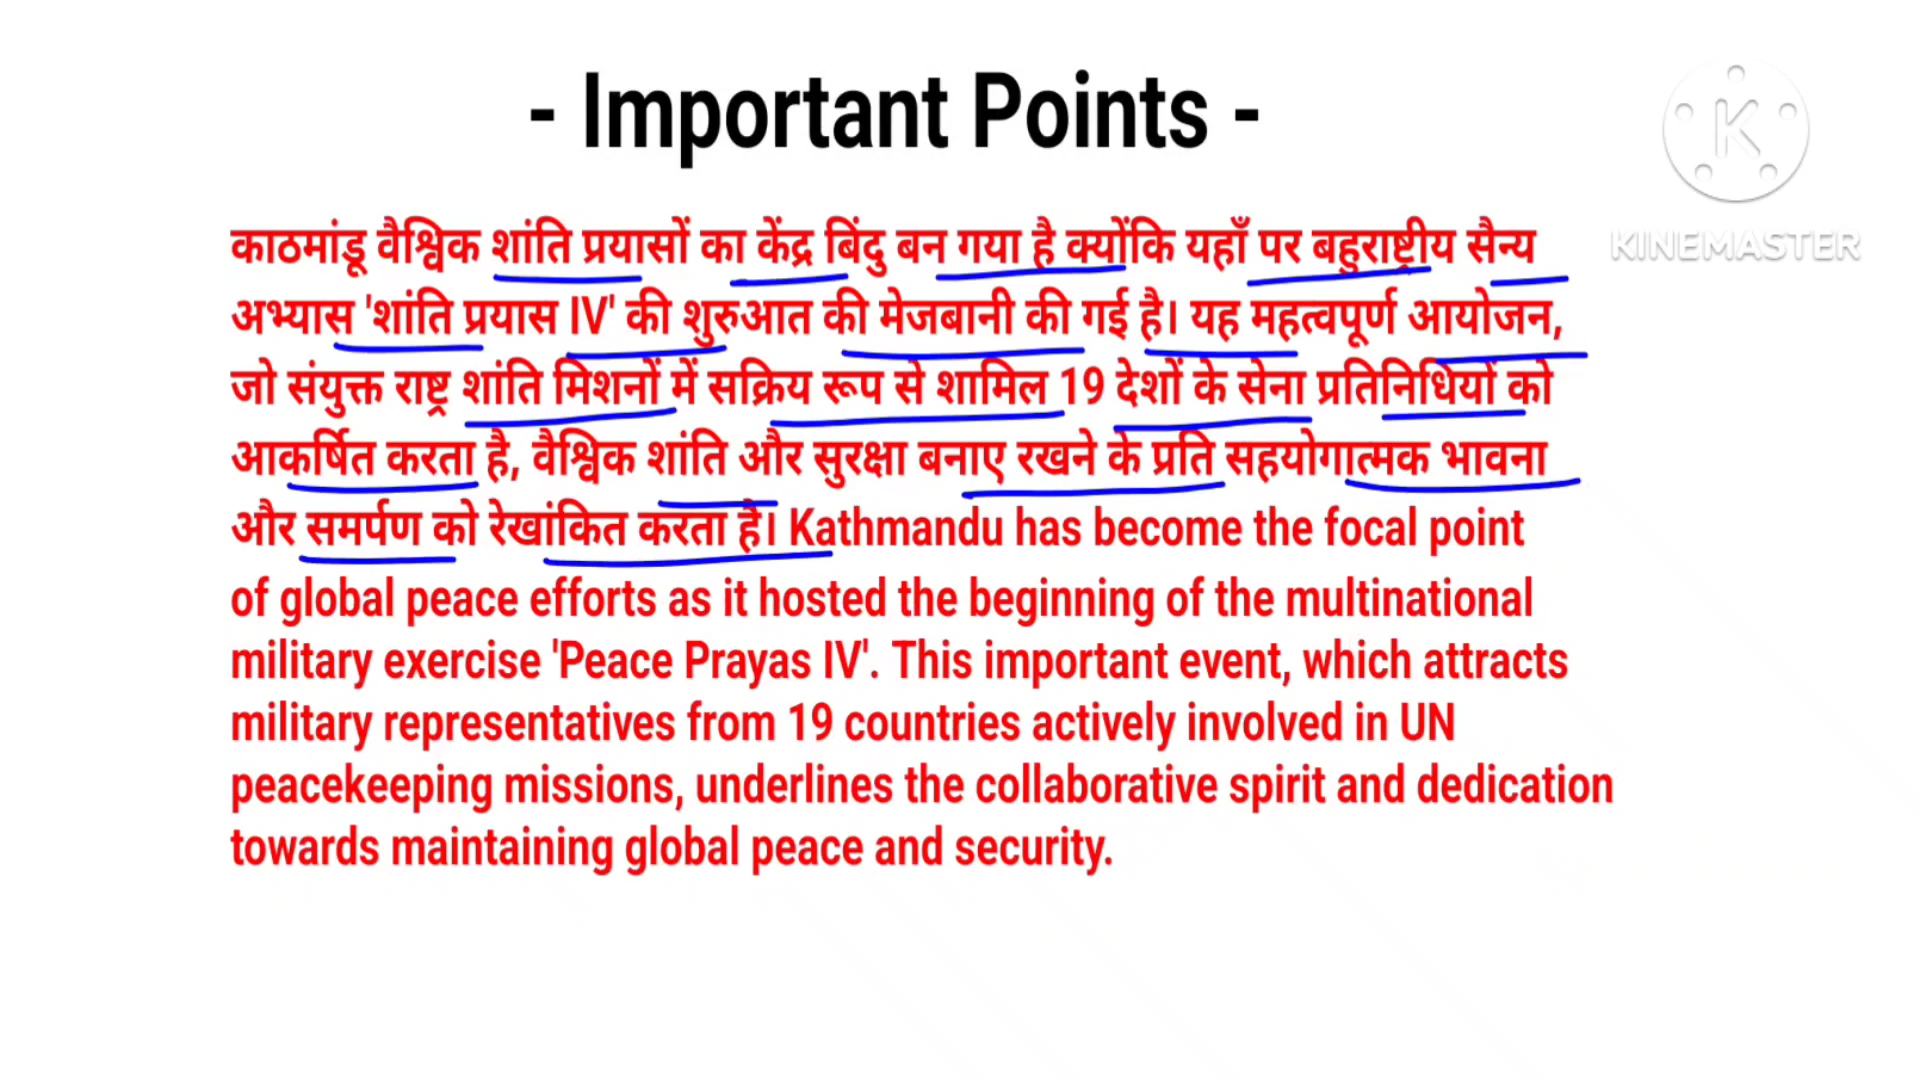 - Important Points -
K
KINEMASTER
काठमांडू वैश्विक शांति प्रयासों का केंद्र बिंदु बन गया है क्योंकि यहाँ पर बहुराष्ट्रीय सैन्य
अभ्यास 'शांति प्रयास IV' की शुरुआत की मेजबानी की गई है। यह महत्वपूर्ण आयोजन,
जो संयुक्त राष्ट्र शांति मिशनों में सक्रिय रूप से शामिल 19 देशों के सेना प्रतिनिधियों को
आकर्षित करता है, वैश्विक शांति और सुरक्षा बनाए रखने के प्रति सहयोगात्मक भावना
और समर्पण को रेखांकित करता है। Kathmandu has become the focal point
of global peace efforts as it hosted the beginning of the multinational
military exercise 'Peace Prayas IV'. This important event, which attracts
military representatives from 19 countries actively involved in UN
peacekeeping missions, underlines the collaborative spirit and dedication
towards maintaining global peace and security.